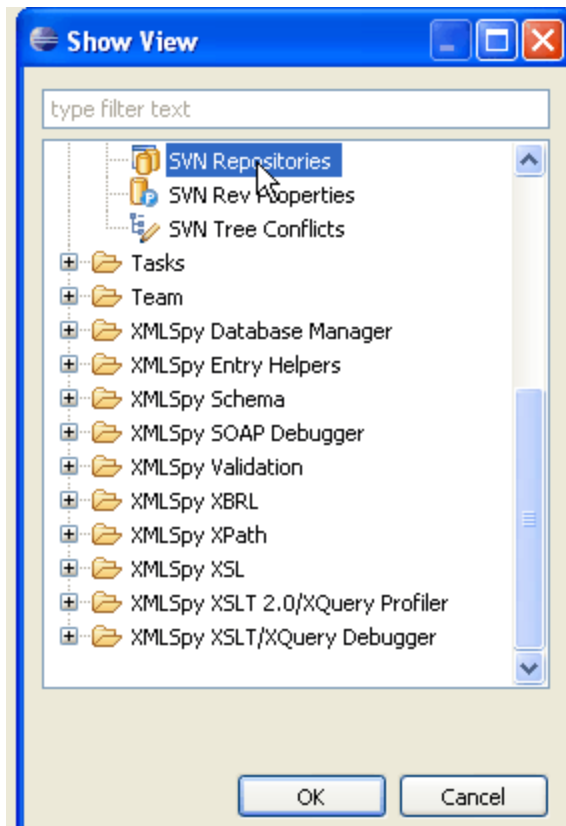 Show View
type filter text
SVN Repositories
SVN Rev Properties
SVN Tree Conflicts
Tasks
Team
XMLSpy Database Manager
XMLSpy Entry Helpers
XMLSpy Schema
XMLSpy SOAP Debugger
XMLSpy Validation
XMLSpy XBRL
XMLSpy XPath
XMLSpy XSL
XMLSpy XSLT 2.0/XQuery Profiler
XMLSpy XSLT/XQuery Debugger
OK Cancel